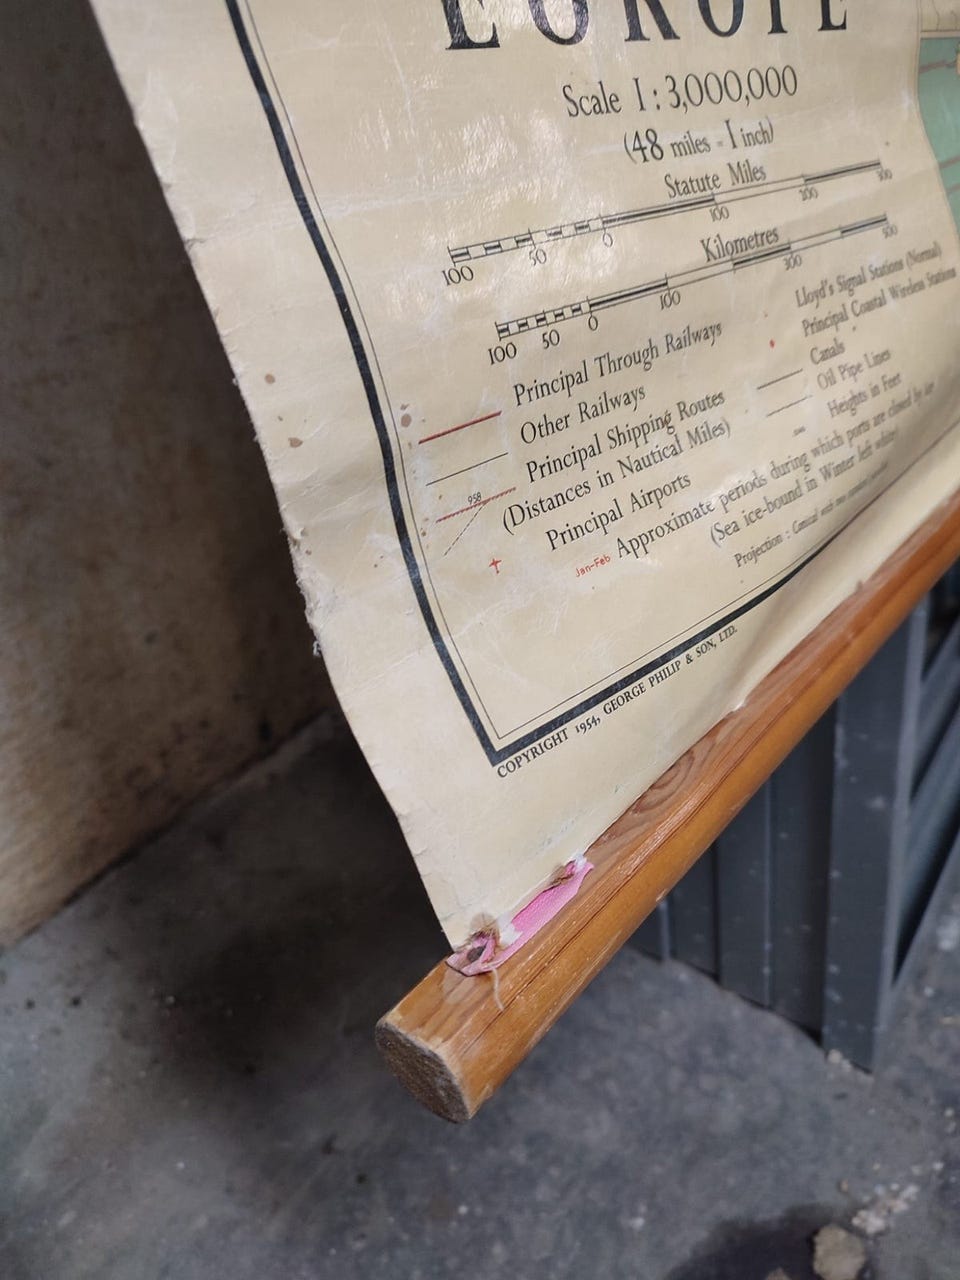 EUROPE
Scale 1 : 3,000,000
(48 miles = 1 inch)
Statute Miles
100 50 0 100 200 300
Kilometres
100 50 0 100 300 500
Principal Through Railways
Other Railways
958
Principal Shipping Routes
(Distances in Nautical Miles)
Principal Airports
Lloyd's Signal Stations (Normal)
Principal Coastal Wireless Stations
Canals
Oil Pipe Lines
Heights in Feet
Jan-Feb Approximate periods during which ports are closed by ice
(Sea ice-bound in Winter left white)
Projection : Conical with two standard
COPYRIGHT 1954, GEORGE PHILIP & SON, LTD.